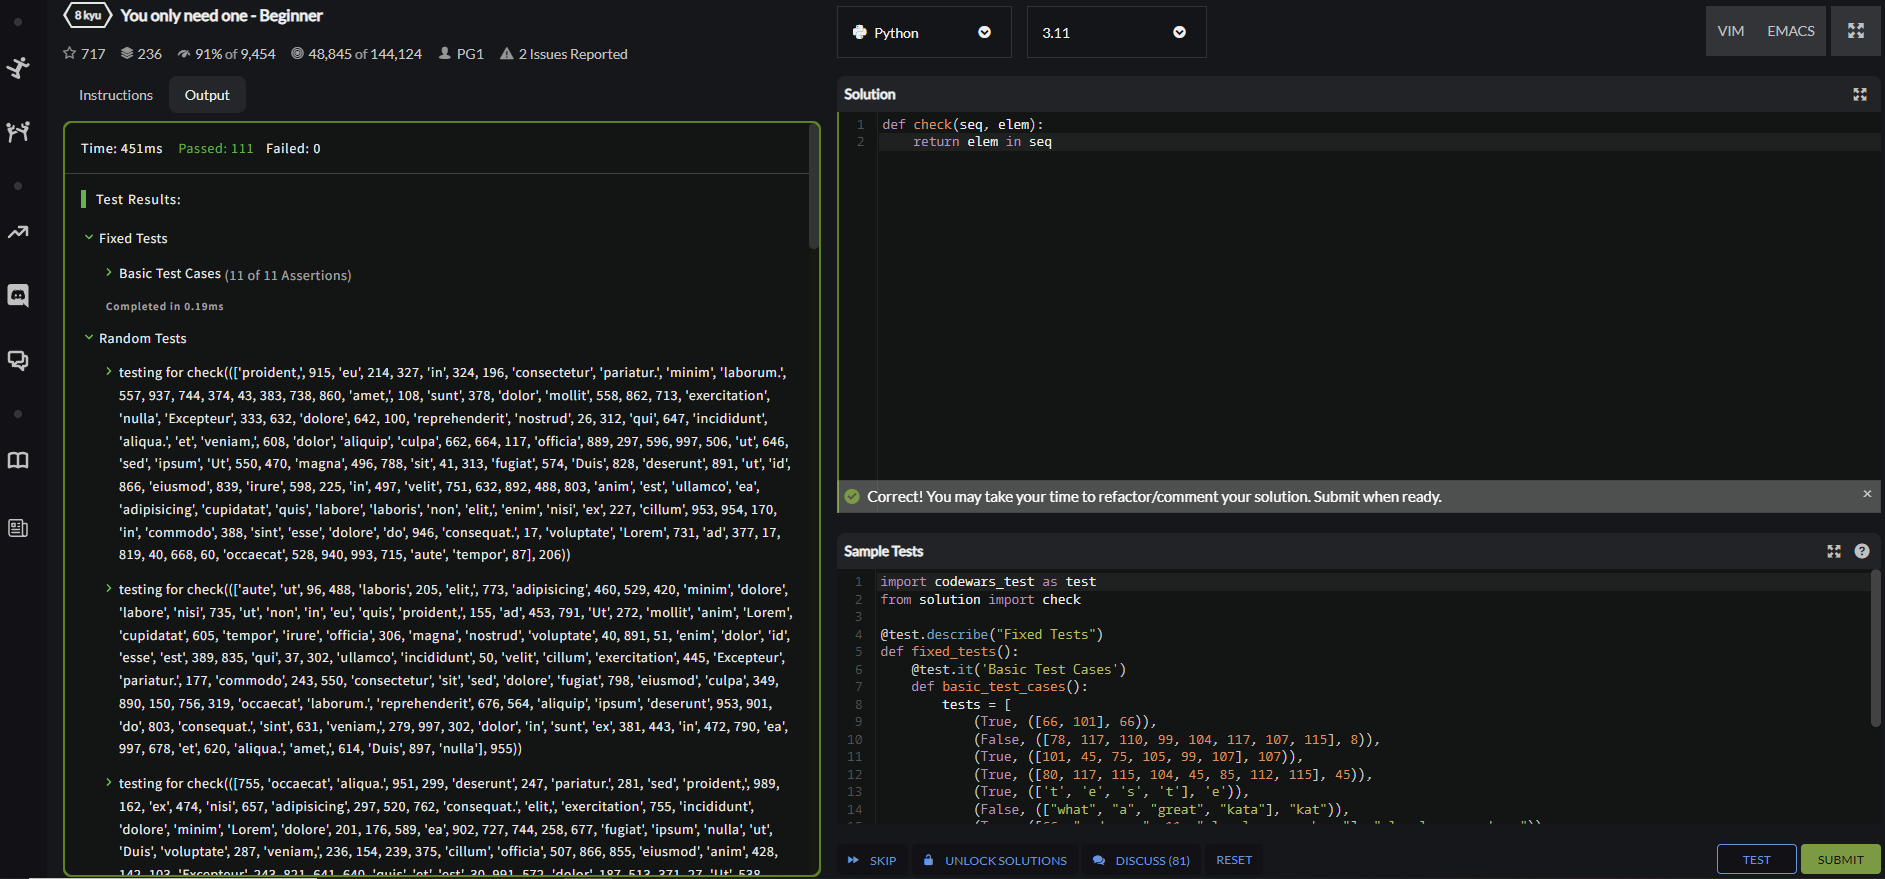 8 kyu You only need one - Beginner
717 236 91% of 9,454 48,845 of 144,124 PG1 2 Issues Reported
Instructions Output
Time: 451ms Passed: 111 Failed: 0
Test Results:
Fixed Tests
Basic Test Cases (11 of 11 Assertions)
Completed in 0.19ms
Random Tests
testing for check((['proident,', 915, 'eu', 214, 327, 'in', 324, 196, 'consectetur', 'pariatur.', 'minim', 'laborum.',
557, 937, 744, 374, 43, 383, 738, 860, 'amet,', 108, 'sunt', 378, 'dolor', 'mollit', 558, 862, 713, 'exercitation',
'nulla', 'Excepteur', 333, 632, 'dolore', 642, 100, 'reprehenderit', 'nostrud', 26, 312, 'qui', 647, 'incididunt',
'aliqua.', 'et', 'veniam,', 608, 'dolor', 'aliquip', 'culpa', 662, 664, 117, 'officia', 889, 297, 596, 997, 506, 'ut', 646,
'sed', 'ipsum', 'Ut', 550, 470, 'magna', 496, 788, 'sit', 41, 313, 'fugiat', 574, 'Duis', 828, 'deserunt', 891, 'ut', 'id',
866, 'eiusmod', 839, 'irure', 598, 225, 'in', 497, 'velit', 751, 632, 892, 488, 803, 'anim', 'est', 'ullamco', 'ea',
'adipisicing', 'cupidatat', 'quis', 'labore', 'laboris', 'non', 'elit,', 'enim', 'nisi', 'ex', 227, 'cillum', 953, 954, 170,
'in', 'commodo', 388, 'sint', 'esse', 'dolore', 'do', 946, 'consequat.', 17, 'voluptate', 'Lorem', 731, 'ad', 377, 17,
819, 40, 668, 60, 'occaecat', 528, 940, 993, 715, 'aute', 'tempor', 87], 206))
testing for check((['aute', 'ut', 96, 488, 'laboris', 205, 'elit,', 773, 'adipisicing', 460, 529, 420, 'minim', 'dolore',
'labore', 'nisi', 735, 'ut', 'non', 'in', 'eu', 'quis', 'proident,', 155, 'ad', 453, 791, 'Ut', 272, 'mollit', 'anim', 'Lorem',
'cupidatat', 605, 'tempor', 'irure', 'officia', 306, 'magna', 'nostrud', 'voluptate', 40, 891, 51, 'enim', 'dolor', 'id',
'esse', 'est', 389, 835, 'qui', 37, 302, 'ullamco', 'incididunt', 50, 'velit', 'cillum', 'exercitation', 445, 'Excepteur',
'pariatur.', 177, 'commodo', 243, 550, 'consectetur', 'sit', 'sed', 'dolore', 'fugiat', 798, 'eiusmod', 'culpa', 349,
890, 150, 756, 319, 'occaecat', 'laborum.', 'reprehenderit', 676, 564, 'aliquip', 'ipsum', 'deserunt', 953, 901,
'do', 803, 'consequat.', 'sint', 631, 'veniam,', 279, 997, 302, 'dolor', 'in', 'sunt', 'ex', 381, 443, 'in', 472, 790, 'ea',
997, 678, 'et', 620, 'aliqua.', 'amet,', 614, 'Duis', 897, 'nulla'], 955))
testing for check(([755, 'occaecat', 'aliqua.', 951, 299, 'deserunt', 247, 'pariatur.', 281, 'sed', 'proident,', 989,
162, 'ex', 474, 'nisi', 657, 'adipisicing', 297, 520, 762, 'consequat.', 'elit,', 'exercitation', 755, 'incididunt',
'dolore', 'minim', 'Lorem', 'dolore', 201, 176, 589, 'ea', 902, 727, 744, 258, 677, 'fugiat', 'ipsum', 'nulla', 'ut',
'Duis', 'voluptate', 287, 'veniam,', 236, 154, 239, 375, 'cillum', 'officia', 507, 866, 855, 'eiusmod', 'anim', 428,
142, 103, 'Excepteur', 243, 821, 641, 640, 'quis', 'et', 'est', 30, 991, 572, 'dolor', 187, 513, 371, 27, 'Ut', 538,
Python 3.11 VIM EMACS
Solution
1 def check(seq, elem):
2 return elem in seq
Correct! You may take your time to refactor/comment your solution. Submit when ready. ×
Sample Tests ?
1 import codewars_test as test
2 from solution import check
3
4 @test.describe("Fixed Tests")
5 def fixed_tests():
6 @test.it('Basic Test Cases')
7 def basic_test_cases():
8 tests = [
9 (True, ([66, 101], 66)),
10 (False, ([78, 117, 110, 99, 104, 117, 107, 115], 8)),
11 (True, ([101, 45, 75, 105, 99, 107], 107)),
12 (True, ([80, 117, 115, 104, 45, 85, 112, 115], 45)),
13 (True, (['t', 'e', 's', 't'], 'e')),
14 (False, (["what", "a", "great", "kata"], "kat")),
SKIP UNLOCK SOLUTIONS DISCUSS (81) RESET TEST SUBMIT